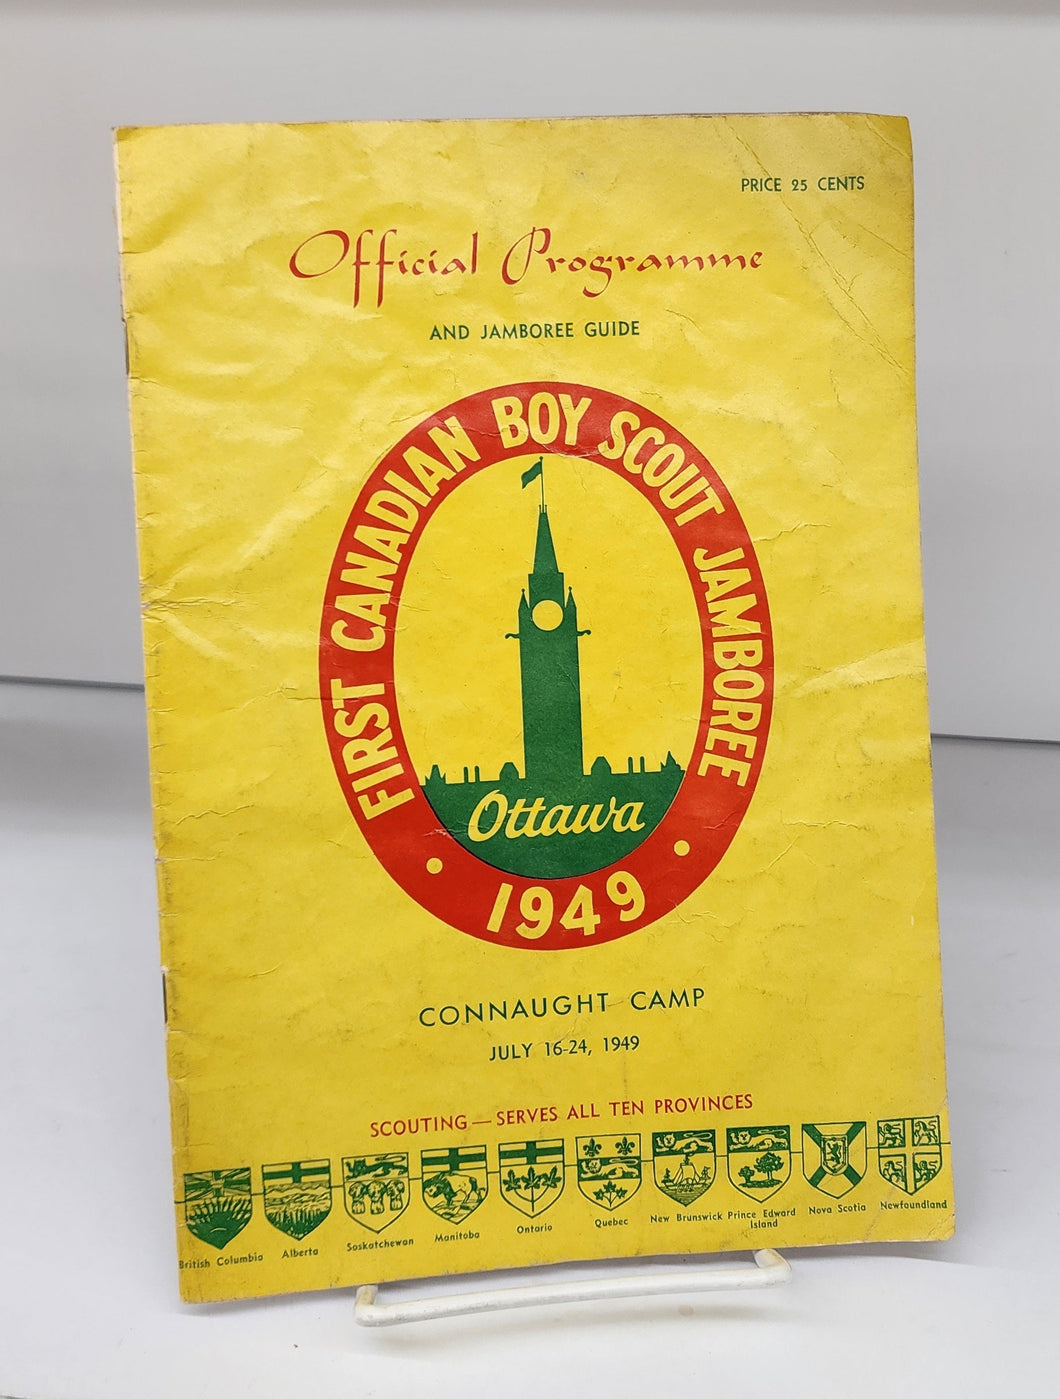 PRICE 25 CENTS
Official Programme
AND JAMBOREE GUIDE
FIRST CANADIAN BOY SCOUT JAMBOREE
Ottawa
1949
CONNAUGHT CAMP
JULY 16-24, 1949
SCOUTING — SERVES ALL TEN PROVINCES
British Columbia
Alberta
Saskatchewan
Manitoba
Ontario
Quebec
New Brunswick
Prince Edward
Island
Nova Scotia
Newfoundland